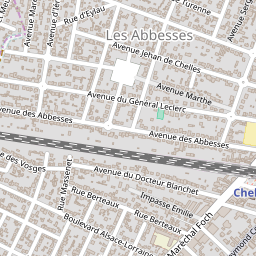 Avenue de Turenne
Rue d'Eylau
Les Abbesses
Avenue Jehan de Chelles
Avenue Marthe
Avenue du Général Leclerc
Avenue des Abbesses
Avenue des Abbesses
des Vosges
Rue Massenet
Avenue du Docteur Blanchet
Chel
Impasse Emilie
Rue Berteaux
Rue Berteaux
Maréchal Foch
Boulevard Alsace-Lorraine